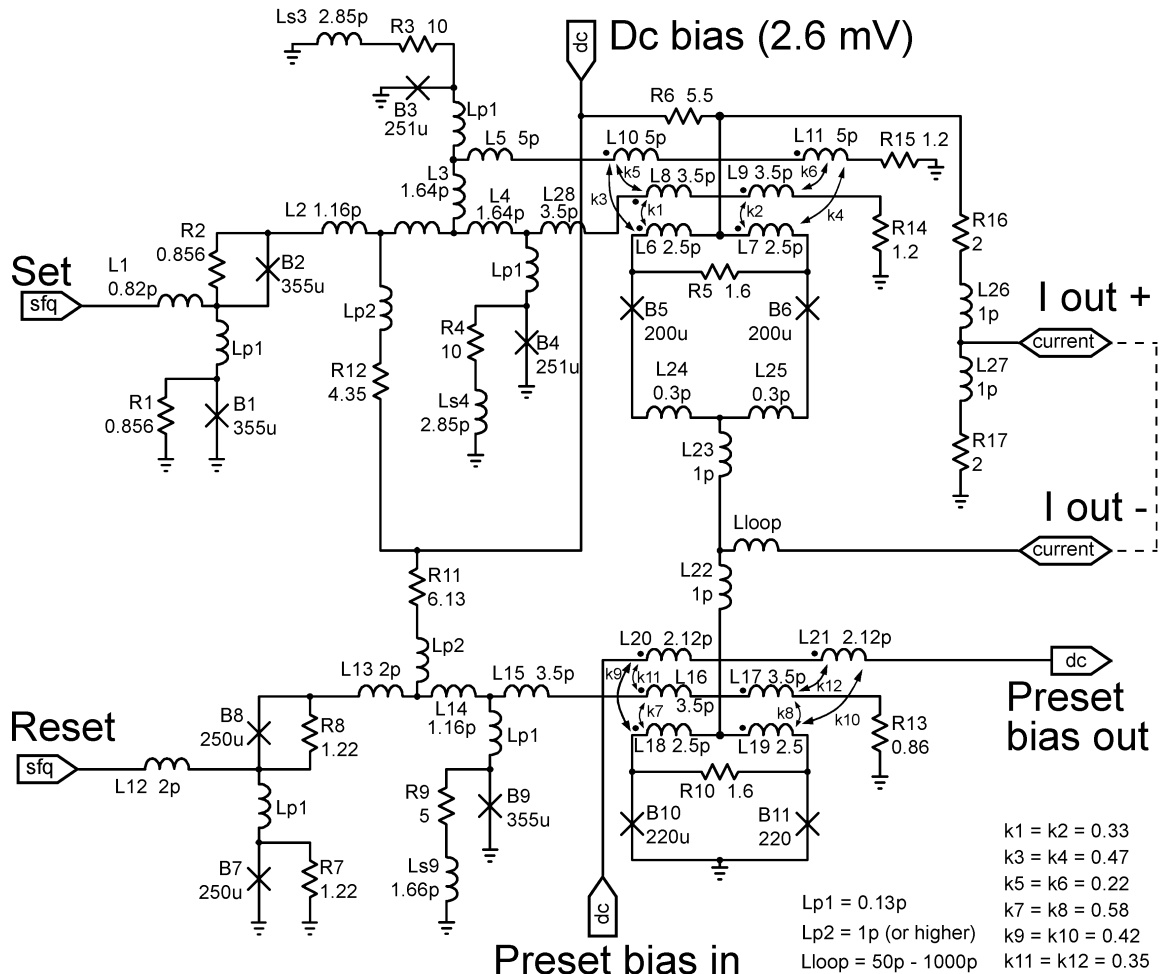 Ls3 2.85p
R3 10
dc
Dc bias (2.6 mV)
B3
251u
Lp1
R6 5.5
L5 5p
L10 5p
L11 5p
R15 1.2
L3
1.64p
k5
L8 3.5p
L9 3.5p
k6
k3
k1
k2
k4
L2 1.16p
L4
1.64p
L28
3.5p
L6 2.5p
L7 2.5p
R14
1.2
R16
2
R2
0.856
B2
355u
Set
sfq
L1
0.82p
Lp1
Lp2
R5 1.6
B5
200u
B6
200u
L26
1p
I out +
current
Lp1
R4
10
B4
251u
R12
4.35
L24
0.3p
L25
0.3p
L27
1p
R1
0.856
B1
355u
Ls4
2.85p
L23
1p
R17
2
Lloop
I out -
current
R11
6.13
L22
1p
Lp2
L20 2.12p
L21 2.12p
dc
Preset
bias out
L13 2p
L15 3.5p
k9
k11
L16
3.5p
L17 3.5p
k12
L14
1.16p
k7
k8
k10
R13
0.86
Reset
sfq
B8
250u
R8
1.22
Lp1
L18 2.5p
L19 2.5
L12 2p
R10 1.6
Lp1
R9
5
B9
355u
B10
220u
B11
220
B7
250u
R7
1.22
Ls9
1.66p
dc
Preset bias in
Lp1 = 0.13p
Lp2 = 1p (or higher)
Lloop = 50p - 1000p
k1 = k2 = 0.33
k3 = k4 = 0.47
k5 = k6 = 0.22
k7 = k8 = 0.58
k9 = k10 = 0.42
k11 = k12 = 0.35